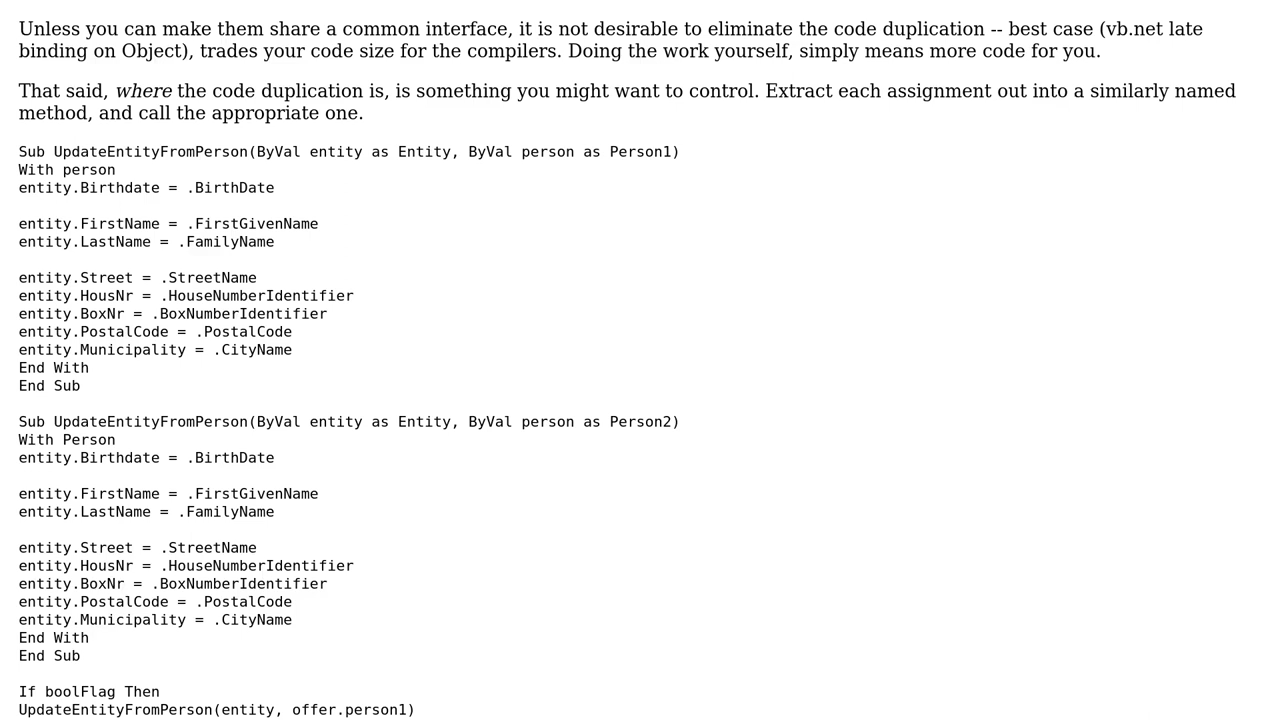 Unless you can make them share a common interface, it is not desirable to eliminate the code duplication -- best case (vb.net late
binding on Object), trades your code size for the compilers. Doing the work yourself, simply means more code for you.
That said, where the code duplication is, is something you might want to control. Extract each assignment out into a similarly named
method, and call the appropriate one.
Sub UpdateEntityFromPerson(ByVal entity as Entity, ByVal person as Person1)
With person
entity.Birthdate = .BirthDate
entity.FirstName = .FirstGivenName
entity.LastName = .FamilyName
entity.Street = .StreetName
entity.HousNr = .HouseNumberIdentifier
entity.BoxNr = .BoxNumberIdentifier
entity.PostalCode = .PostalCode
entity.Municipality = .CityName
End With
End Sub
Sub UpdateEntityFromPerson(ByVal entity as Entity, ByVal person as Person2)
With Person
entity.Birthdate = .BirthDate
entity.FirstName = .FirstGivenName
entity.LastName = .FamilyName
entity.Street = .StreetName
entity.HousNr = .HouseNumberIdentifier
entity.BoxNr = .BoxNumberIdentifier
entity.PostalCode = .PostalCode
entity.Municipality = .CityName
End With
End Sub
If boolFlag Then
UpdateEntityFromPerson(entity, offer.person1)